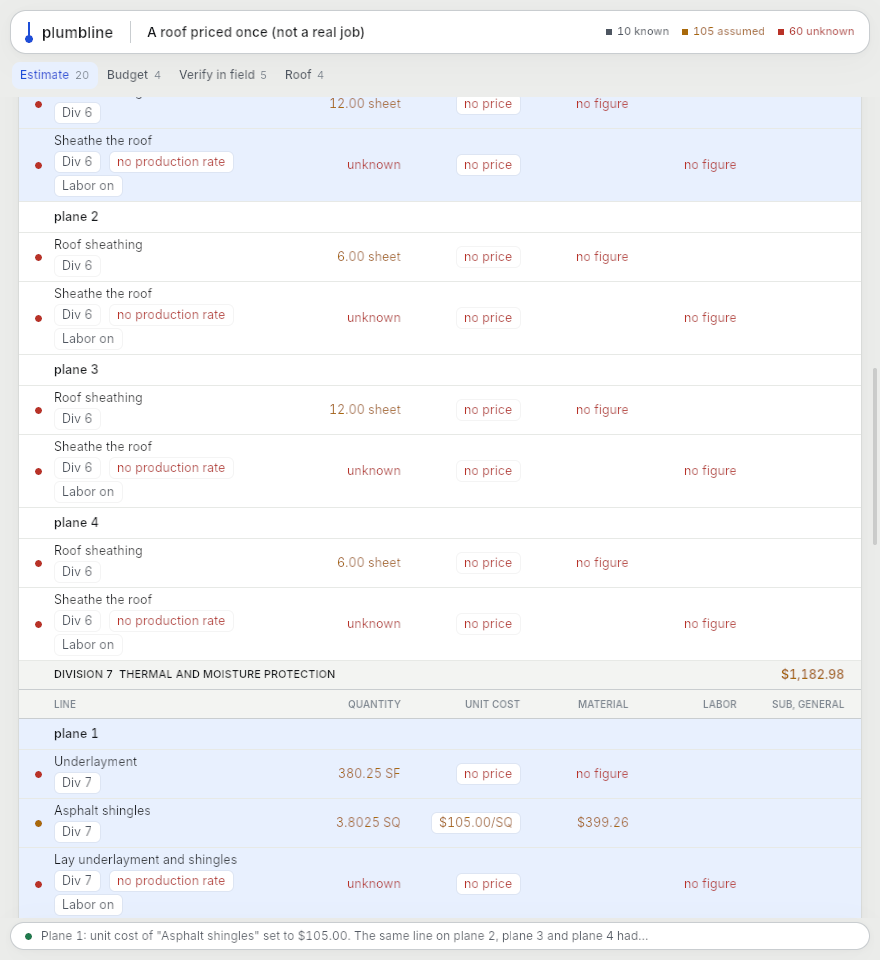 plumbline A roof priced once (not a real job) 10 known 105 assumed 60 unknown
Estimate 20 Budget 4 Verify in field 5 Roof 4
Div 6 12.00 sheet no price no figure
Sheathe the roof
Div 6 no production rate unknown no price no figure
Labor on
plane 2
Roof sheathing
Div 6 6.00 sheet no price no figure
Sheathe the roof
Div 6 no production rate unknown no price no figure
Labor on
plane 3
Roof sheathing
Div 6 12.00 sheet no price no figure
Sheathe the roof
Div 6 no production rate unknown no price no figure
Labor on
plane 4
Roof sheathing
Div 6 6.00 sheet no price no figure
Sheathe the roof
Div 6 no production rate unknown no price no figure
Labor on
DIVISION 7 THERMAL AND MOISTURE PROTECTION $1,182.98
LINE QUANTITY UNIT COST MATERIAL LABOR SUB, GENERAL
plane 1
Underlayment
Div 7 380.25 SF no price no figure
Asphalt shingles
Div 7 3.8025 SQ $105.00/SQ $399.26
Lay underlayment and shingles
Div 7 no production rate unknown no price no figure
Labor on
Plane 1: unit cost of "Asphalt shingles" set to $105.00. The same line on plane 2, plane 3 and plane 4 had…